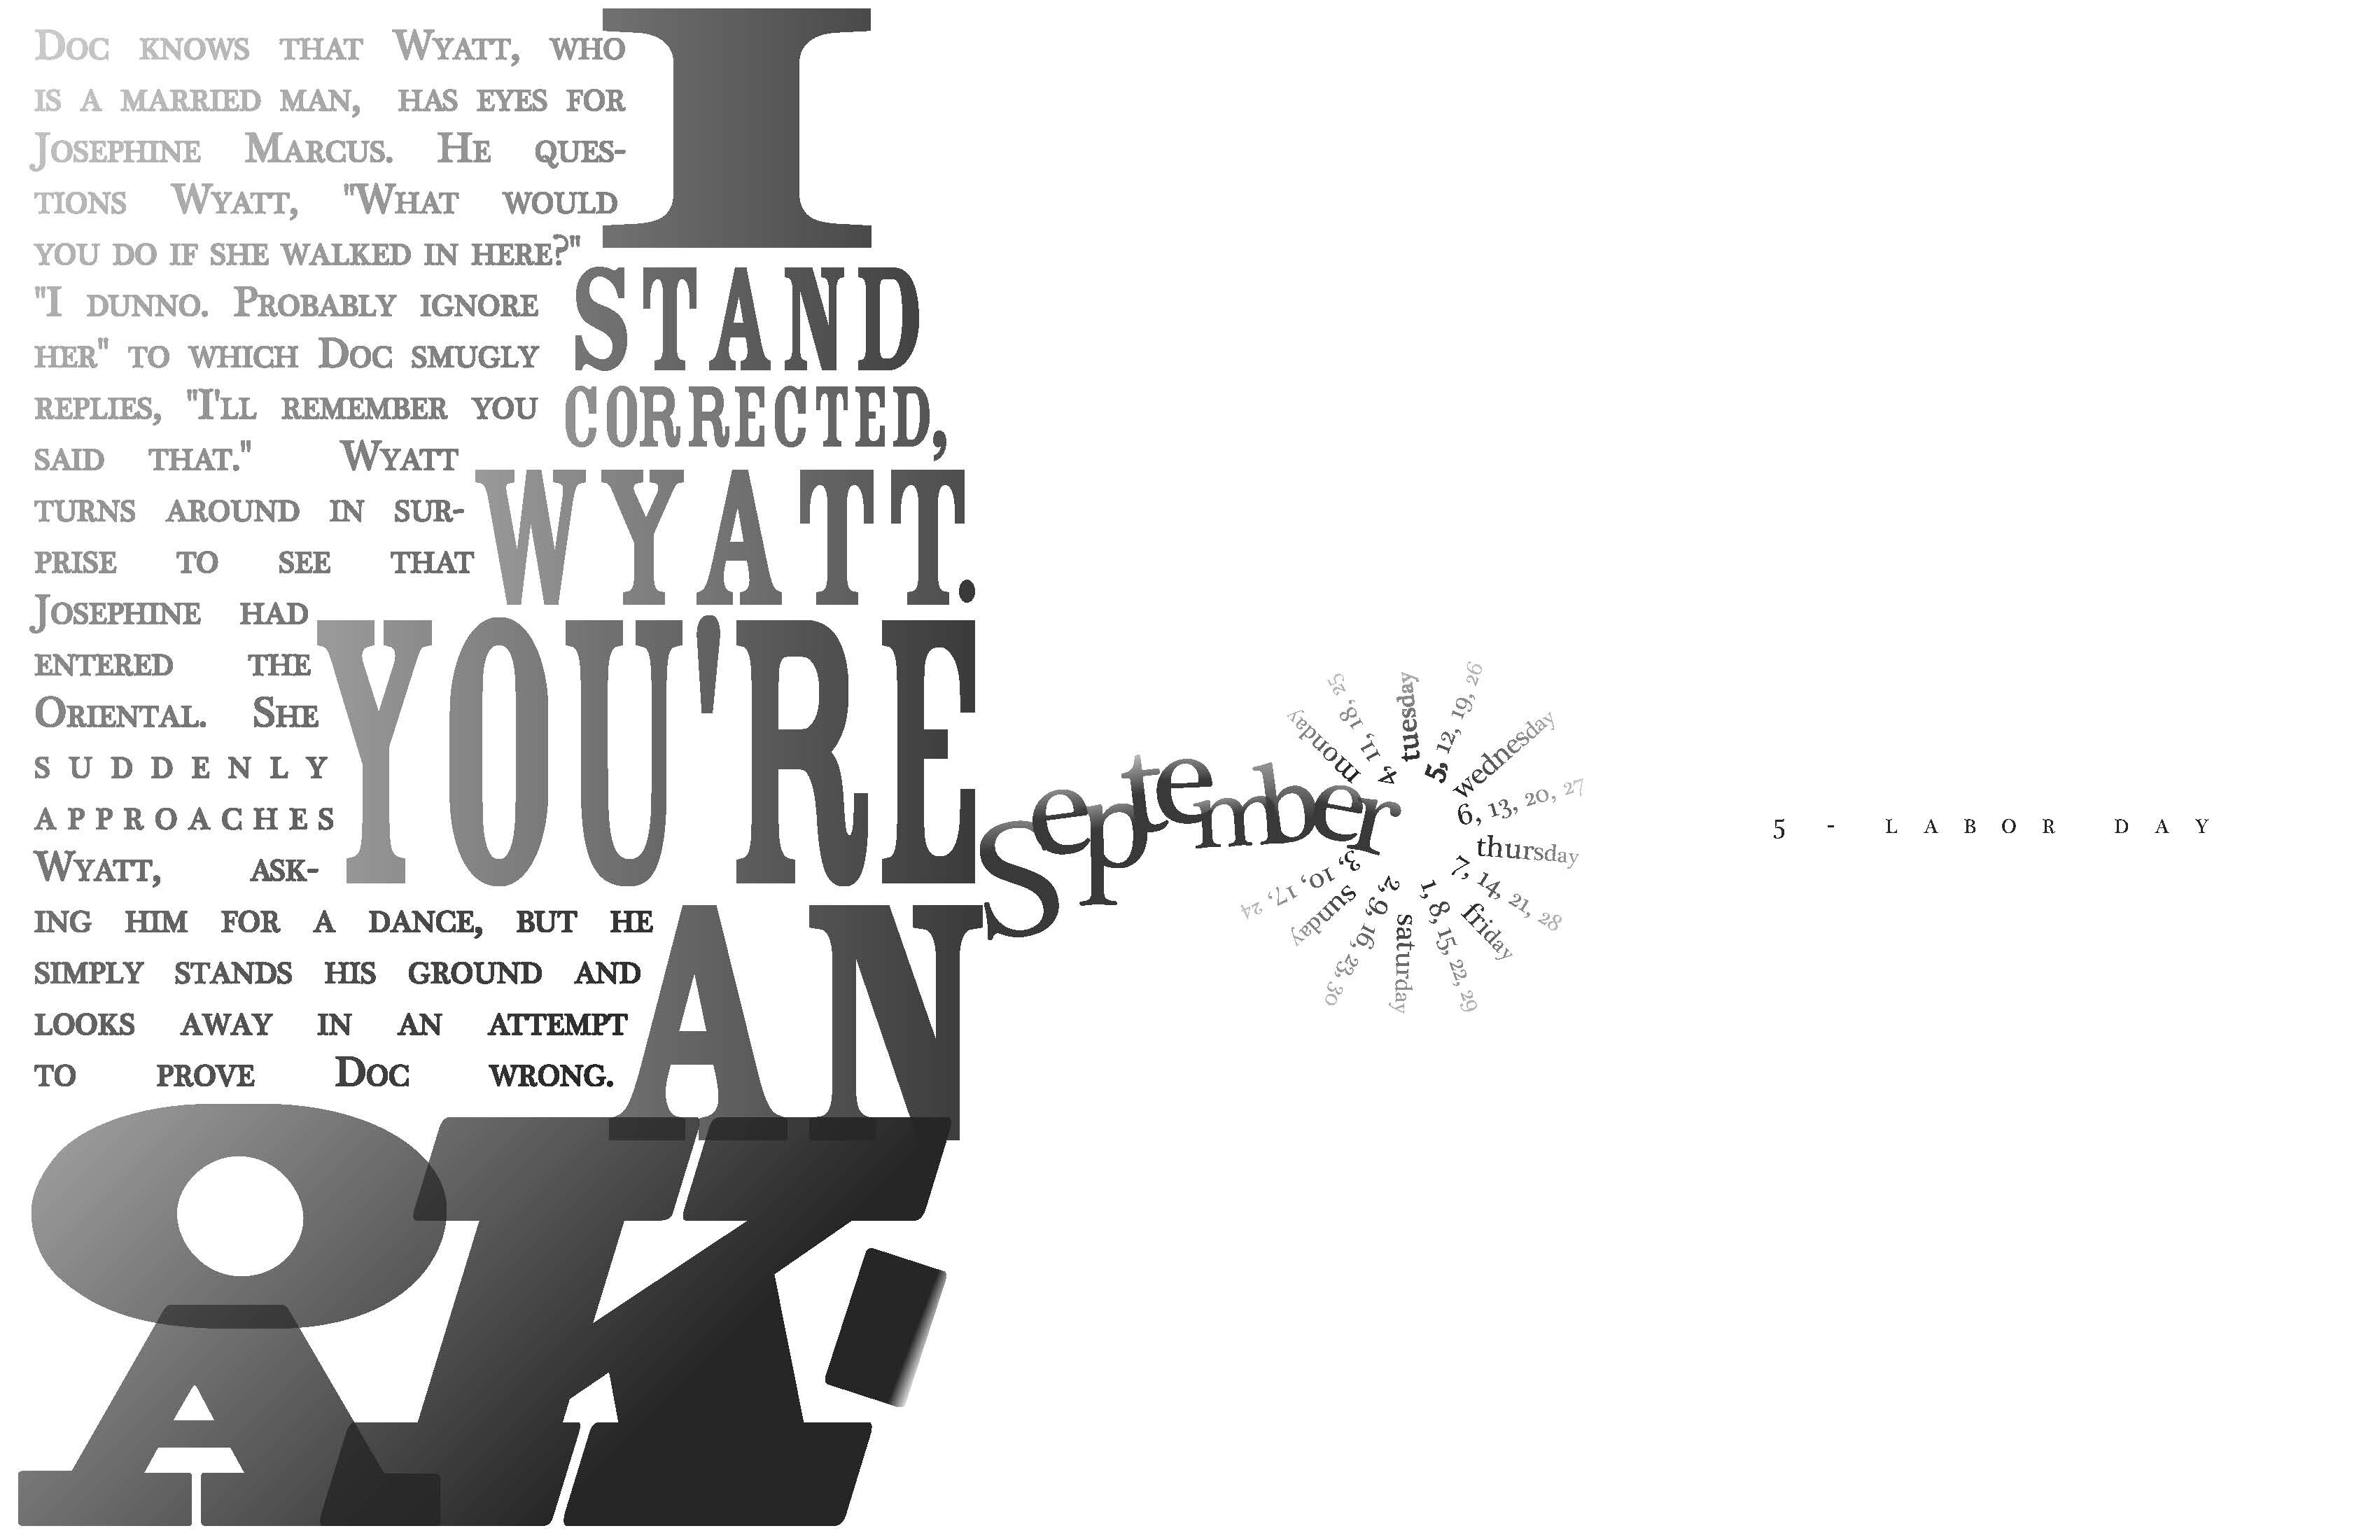 Doc knows that Wyatt, who
is a married man, has eyes for
Josephine Marcus. He ques-
tions Wyatt, "What would
you do if she walked in here?"
"I dunno. Probably ignore
her" to which Doc smugly
replies, "I'll remember you
said that." Wyatt
turns around in sur-
prise to see that
Josephine had
entered the
Oriental. She
suddenly
approaches
Wyatt, ask-
ing him for a dance, but he
simply stands his ground and
looks away in an attempt
to prove Doc wrong.
I
STAND
CORRECTED,
WYATT.
YOU'RE
AN
OAK.
September
monday
4, 11, 18, 25
tuesday
5, 12, 19, 26
wednesday
6, 13, 20, 27
thursday
7, 14, 21, 28
friday
1, 8, 15, 22, 29
saturday
2, 9, 16, 23, 30
sunday
3, 10, 17, 24
5 - LABOR DAY